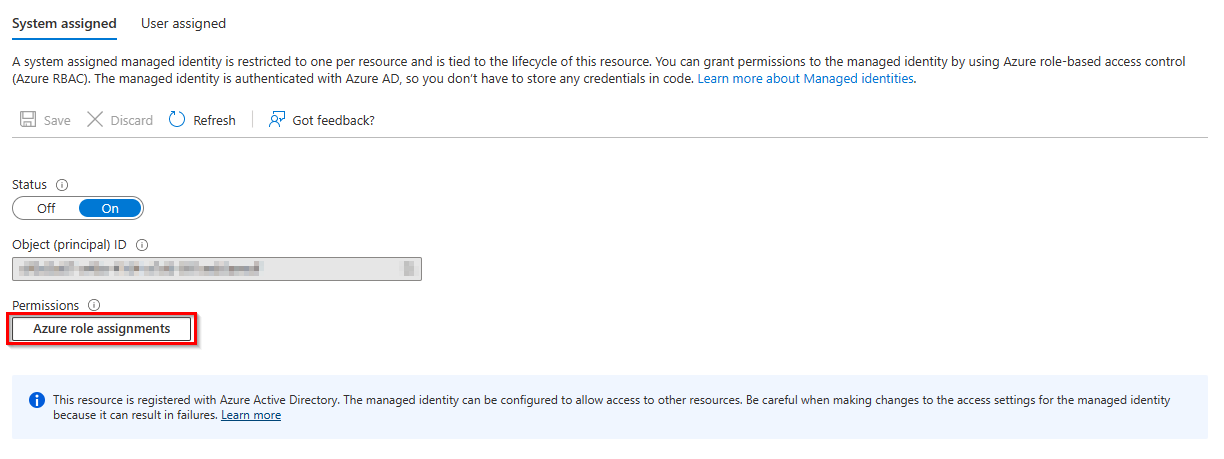 System assigned User assigned
A system assigned managed identity is restricted to one per resource and is tied to the lifecycle of this resource. You can grant permissions to the managed identity by using Azure role-based access control
(Azure RBAC). The managed identity is authenticated with Azure AD, so you don't have to store any credentials in code. Learn more about Managed identities.
Save Discard Refresh Got feedback?
Status
Off On
Object (principal) ID
Permissions
Azure role assignments
This resource is registered with Azure Active Directory. The managed identity can be configured to allow access to other resources. Be careful when making changes to the access settings for the managed identity
because it can result in failures. Learn more